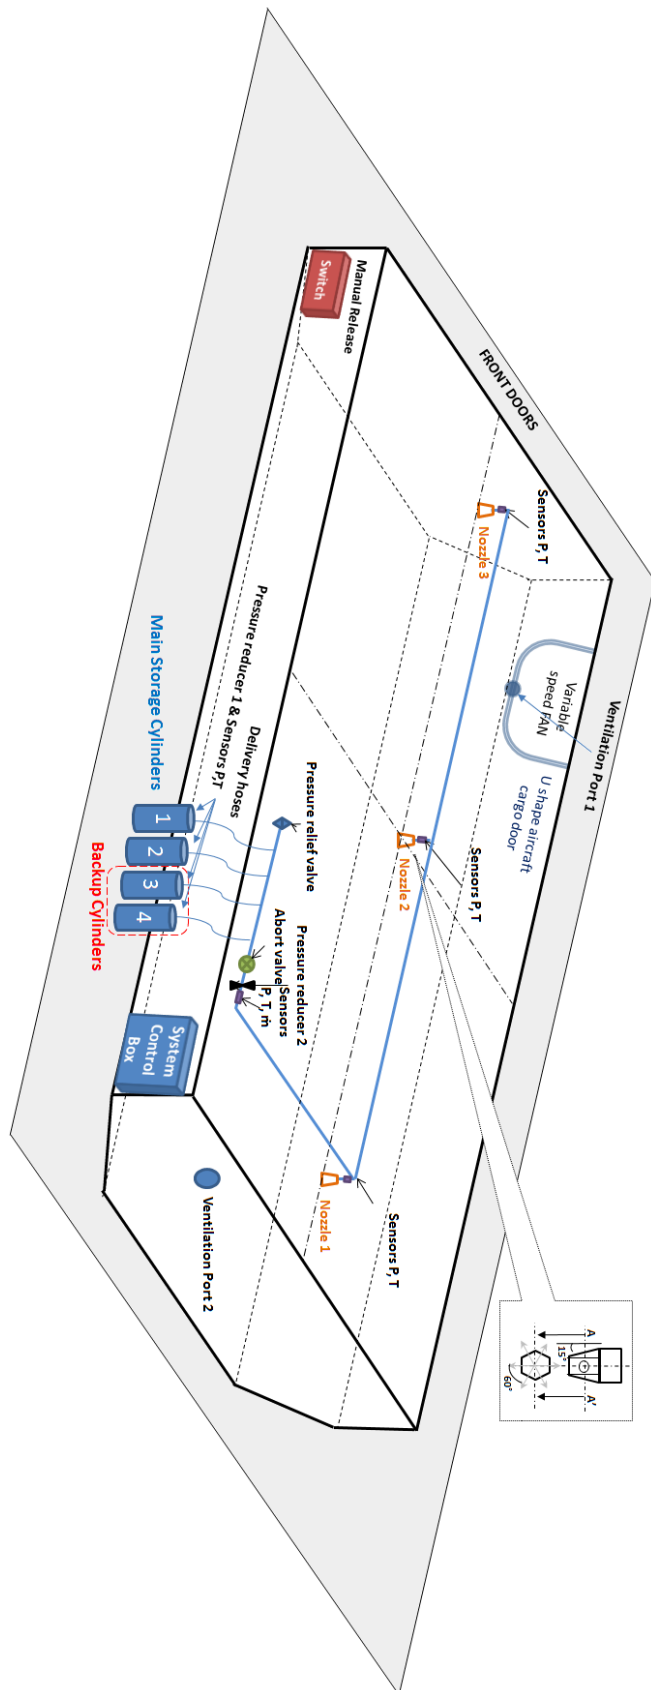 FRONT DOORS
Manual Release
Switch
Sensors P, T
Nozzle 3
Ventilation Port 1
Variable
speed FAN
U shape aircraft
cargo door
Sensors P, T
Nozzle 2
Pressure reducer 1 & Sensors P,T
Delivery hoses
Main Storage Cylinders
1
2
3
4
Backup Cylinders
Pressure relief valve
Pressure reducer 2
Abort valve
Sensors
P, T, ṁ
System
Control
Box
Ventilation Port 2
Sensors P, T
Nozzle 1
A
A'
15°
60°